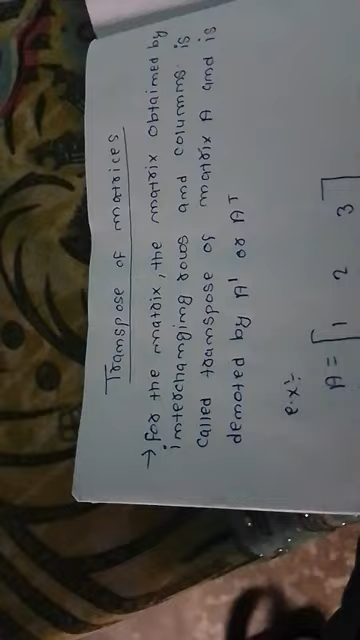 Transpose of matrices
→ for the matrix, the matrix obtained by
interchanging rows and columns is
called transpose of matrix A and is
denoted by A' or Aᵀ
e.x:-
A = [ 1 2 3